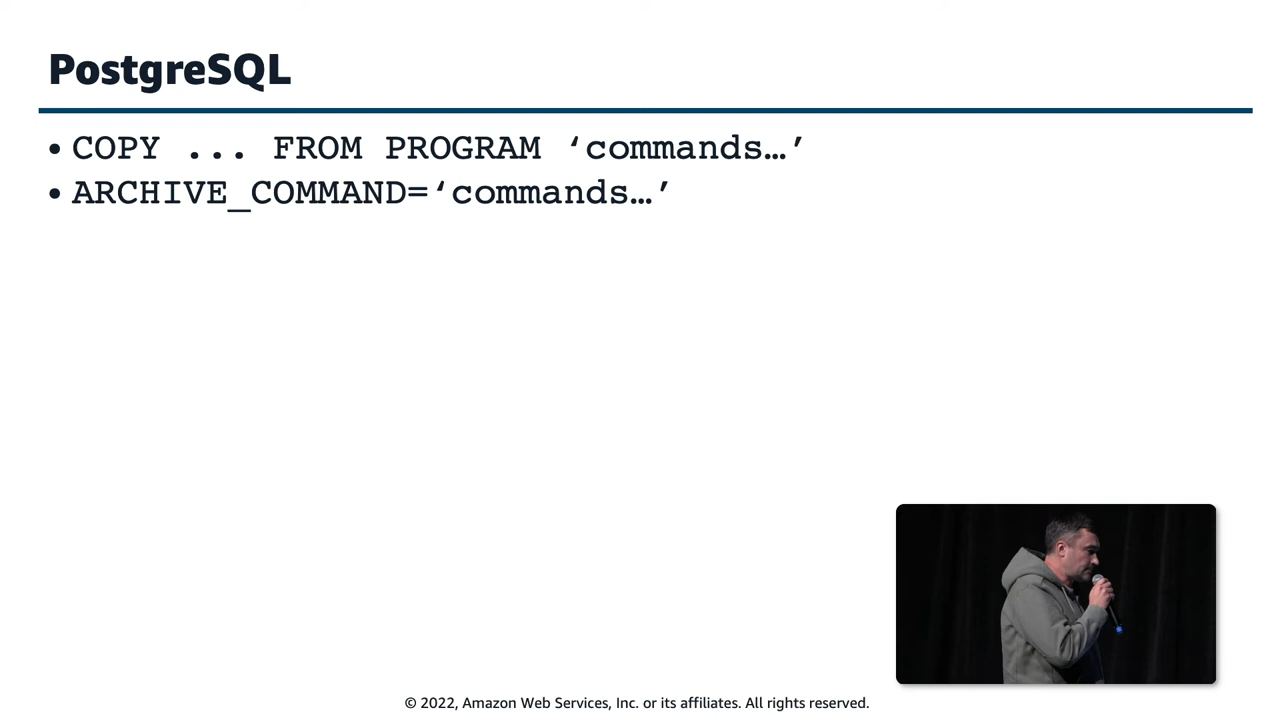 PostgreSQL
• COPY ... FROM PROGRAM ‘commands…’
• ARCHIVE_COMMAND=‘commands…’
© 2022, Amazon Web Services, Inc. or its affiliates. All rights reserved.